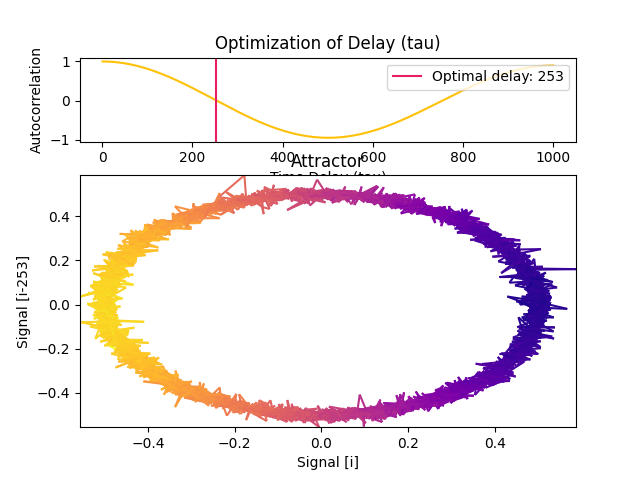 Optimization of Delay (tau)
Autocorrelation
1
0
−1
Optimal delay: 253
0 200 400 600 800 1000
Time Delay (tau)
Attractor
Signal [i-253]
0.4
0.2
0.0
−0.2
−0.4
−0.4 −0.2 0.0 0.2 0.4
Signal [i]